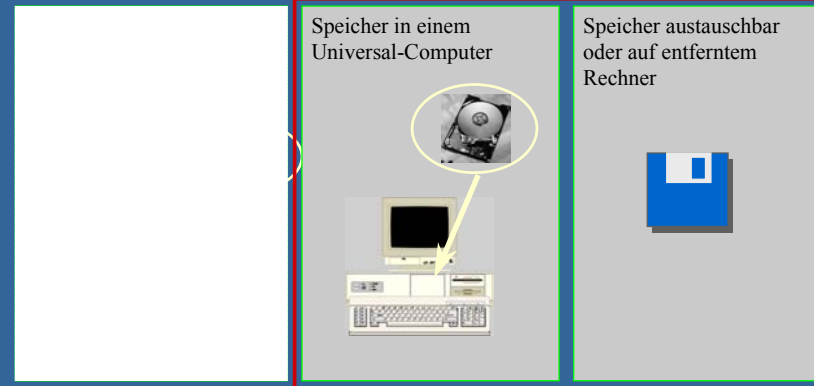 Speicher in einem
Universal-Computer
Speicher austauschbar
oder auf entferntem
Rechner